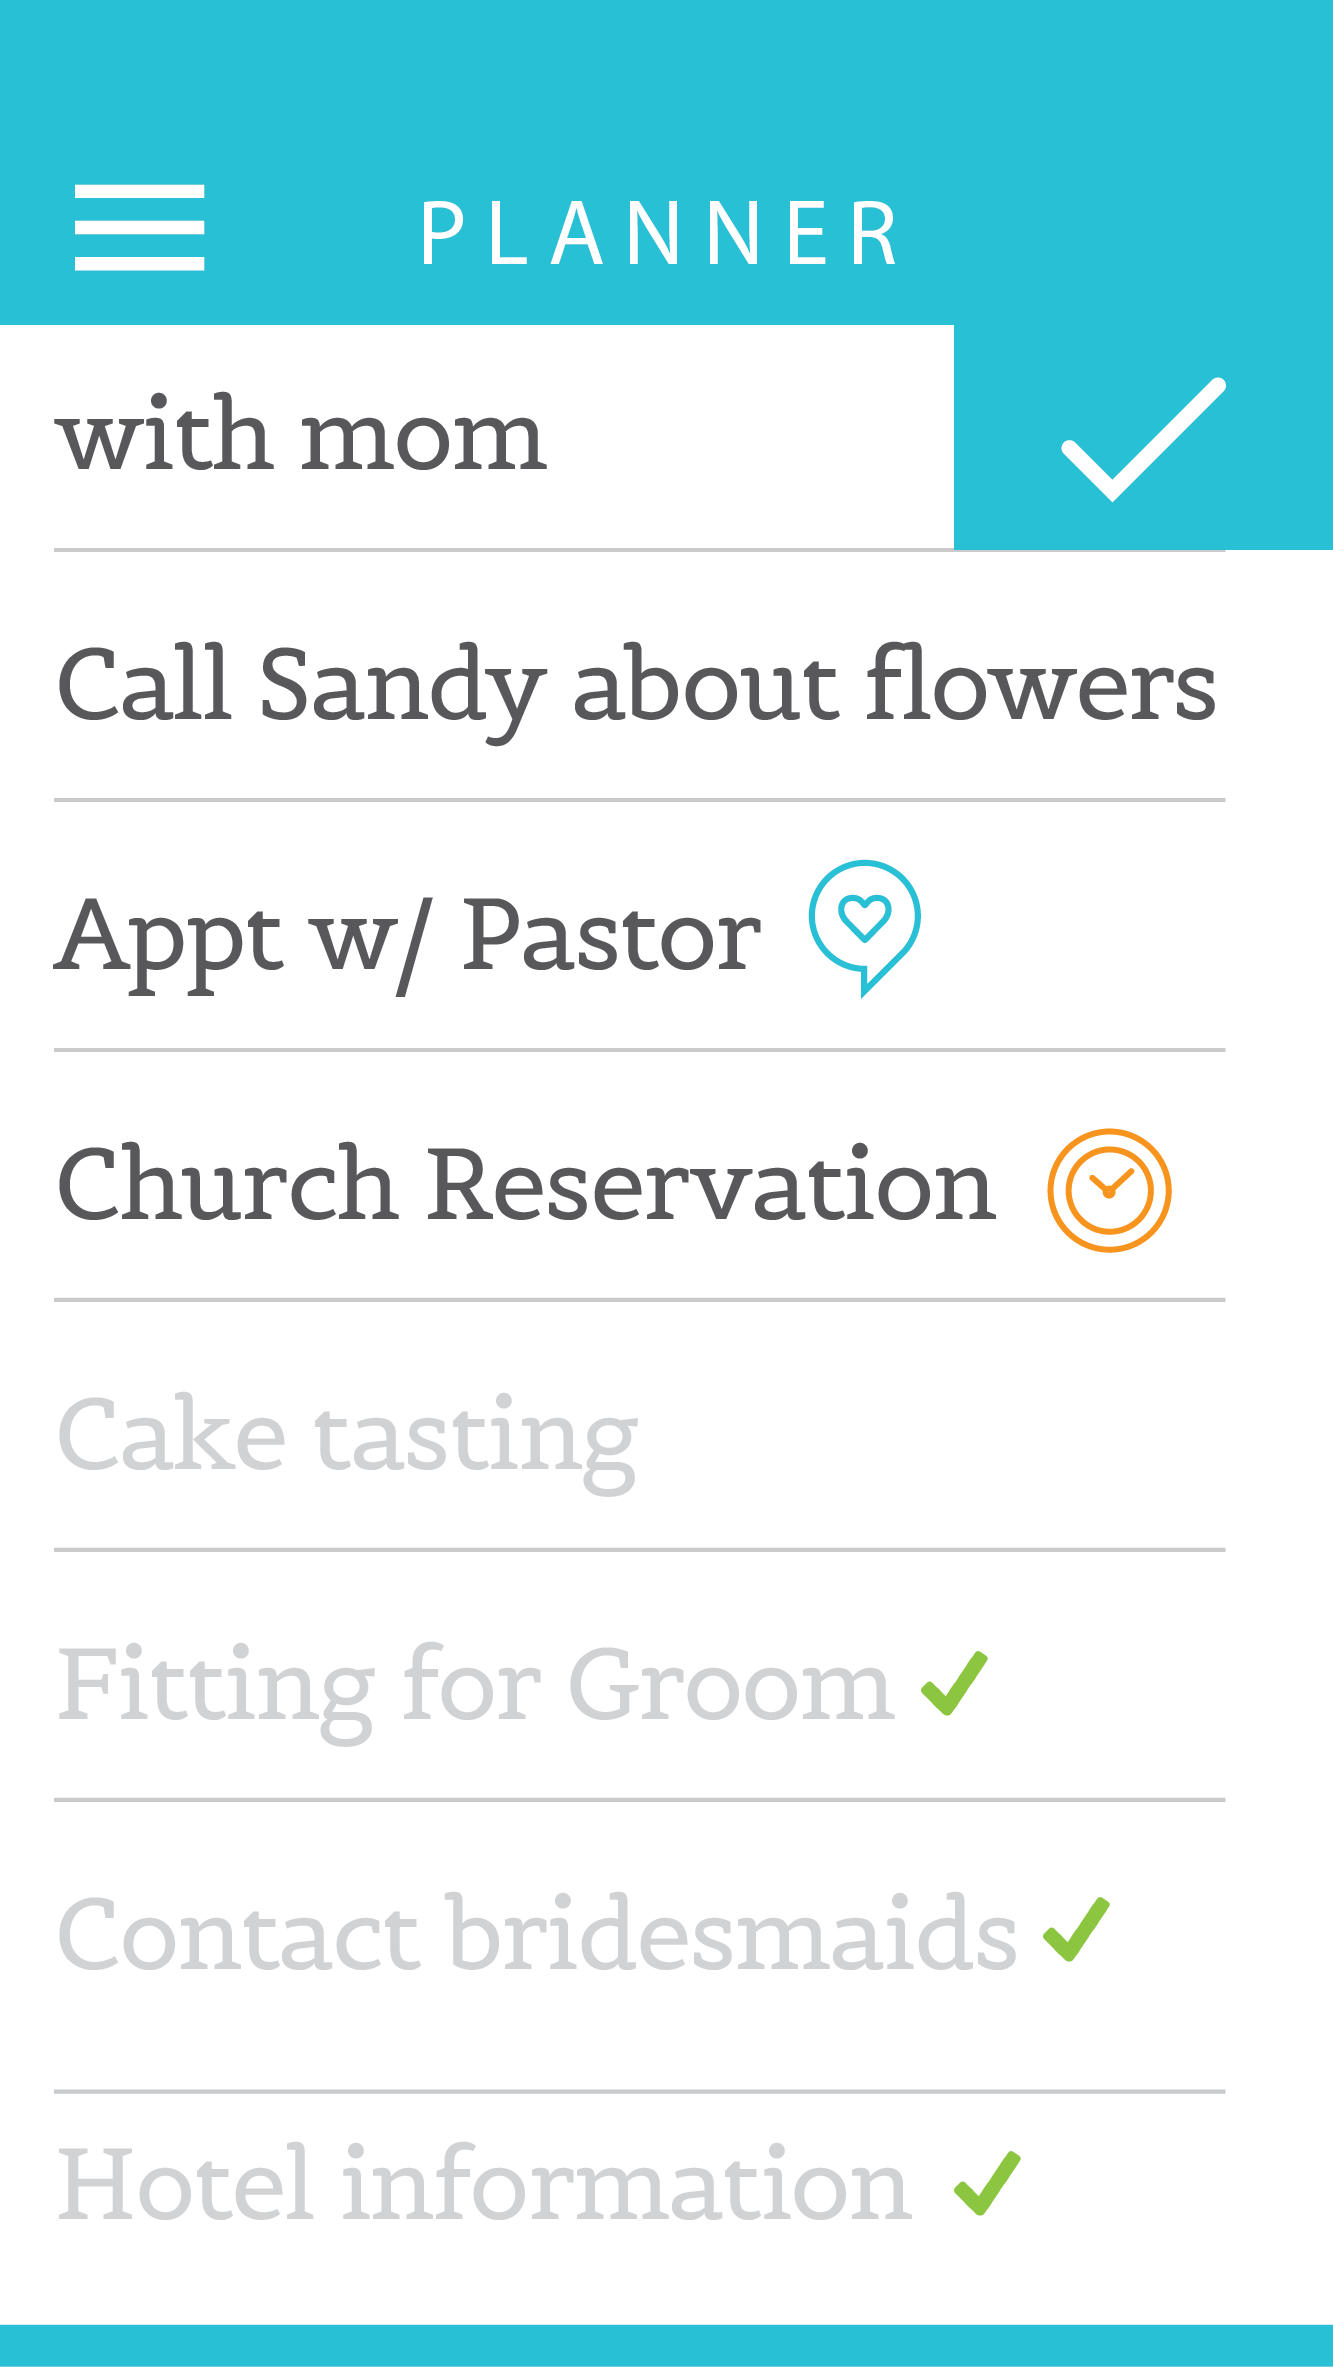 PLANNER
with mom
Call Sandy about flowers
Appt w/ Pastor
Church Reservation
Cake tasting
Fitting for Groom
Contact bridesmaids
Hotel information